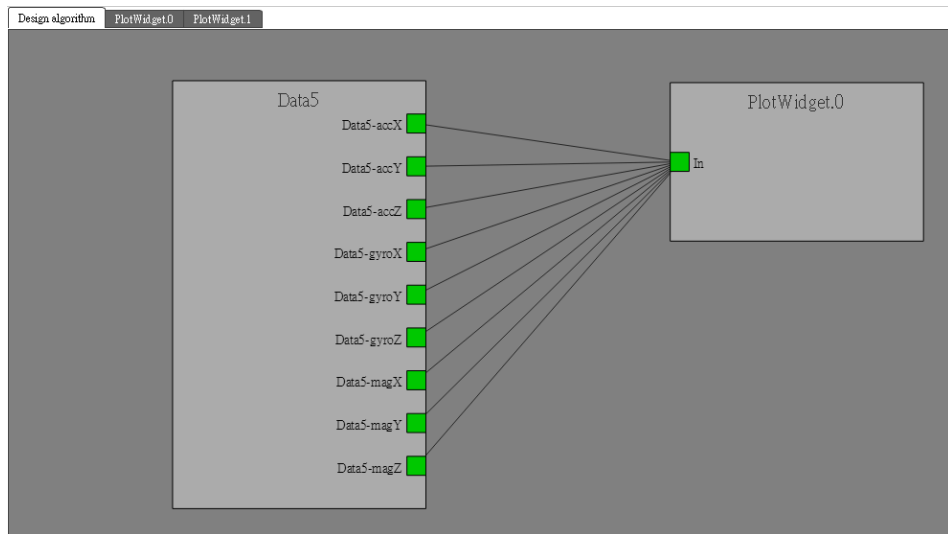 Design algorithm PlotWidget.0 PlotWidget.1
Data5
PlotWidget.0
Data5-accX
Data5-accY
In
Data5-accZ
Data5-gyroX
Data5-gyroY
Data5-gyroZ
Data5-magX
Data5-magY
Data5-magZ